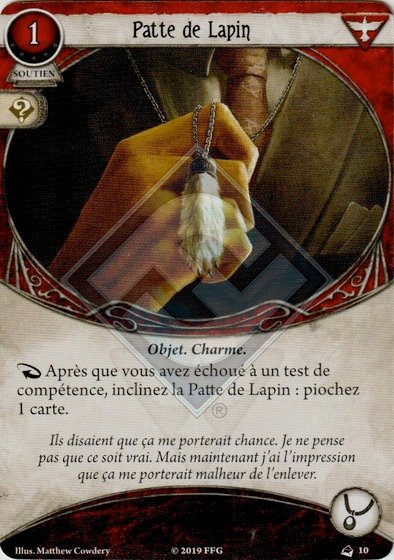 1
Patte de Lapin
SOUTIEN
?
Objet. Charme.
Après que vous avez échoué à un test de
compétence, inclinez la Patte de Lapin : piochez
1 carte.
Ils disaient que ça me porterait chance. Je ne pense
pas que ce soit vrai. Mais maintenant j'ai l'impression
que ça me porterait malheur de l'enlever.
®
Illus. Matthew Cowdery
© 2019 FFG
10